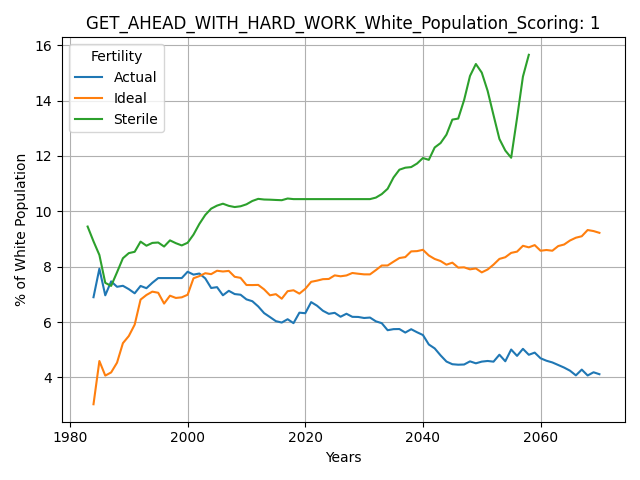 GET_AHEAD_WITH_HARD_WORK_White_Population_Scoring: 1
Fertility
Actual
Ideal
Sterile
% of White Population
16
14
12
10
8
6
4
1980
2000
2020
2040
2060
Years